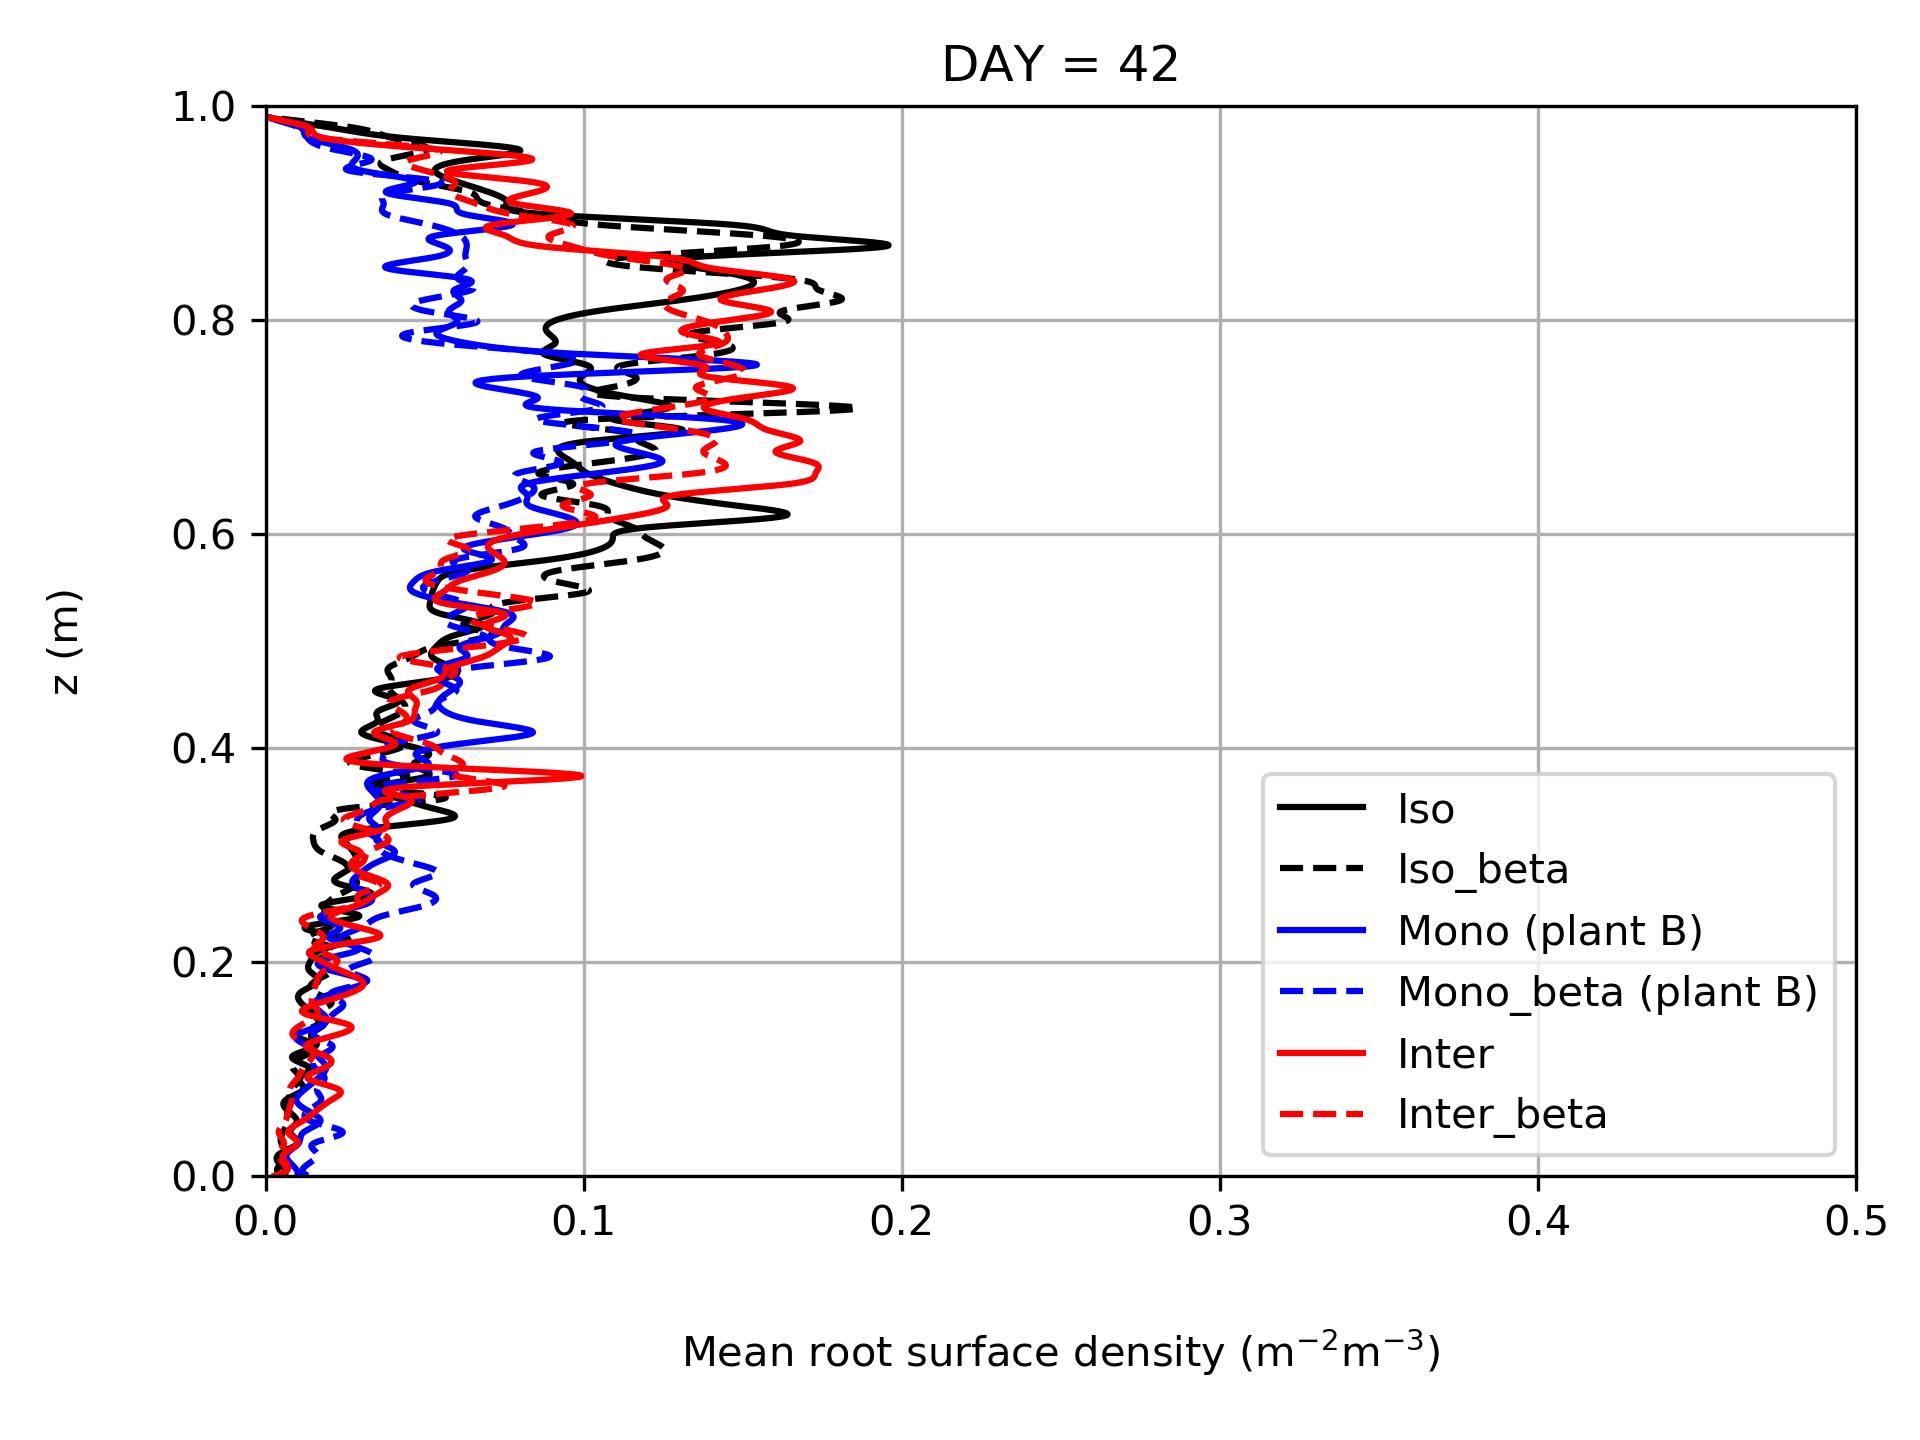 DAY = 42
1.0
0.8
0.6
0.4
0.2
0.0
z (m)
0.0 0.1 0.2 0.3 0.4 0.5
Mean root surface density (m⁻²m⁻³)
Iso
Iso_beta
Mono (plant B)
Mono_beta (plant B)
Inter
Inter_beta